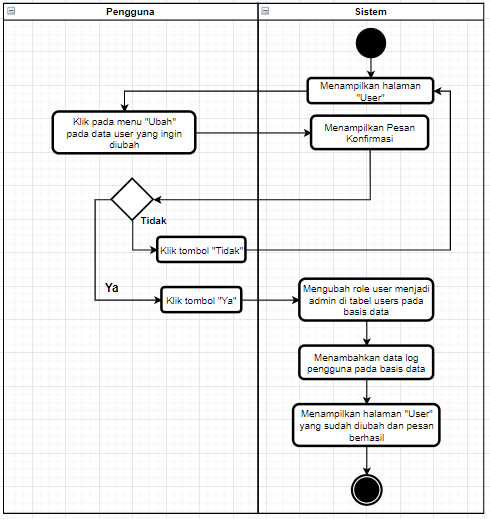 Pengguna
Sistem
Menampilkan halaman
"User"
Klik pada menu "Ubah"
pada data user yang ingin
diubah
Menampilkan Pesan
Konfirmasi
Tidak
Klik tombol "Tidak"
Ya
Klik tombol "Ya"
Mengubah role user menjadi
admin di tabel users pada
basis data
Menambahkan data log
pengguna pada basis data
Menampilkan halaman "User"
yang sudah diubah dan pesan
berhasil